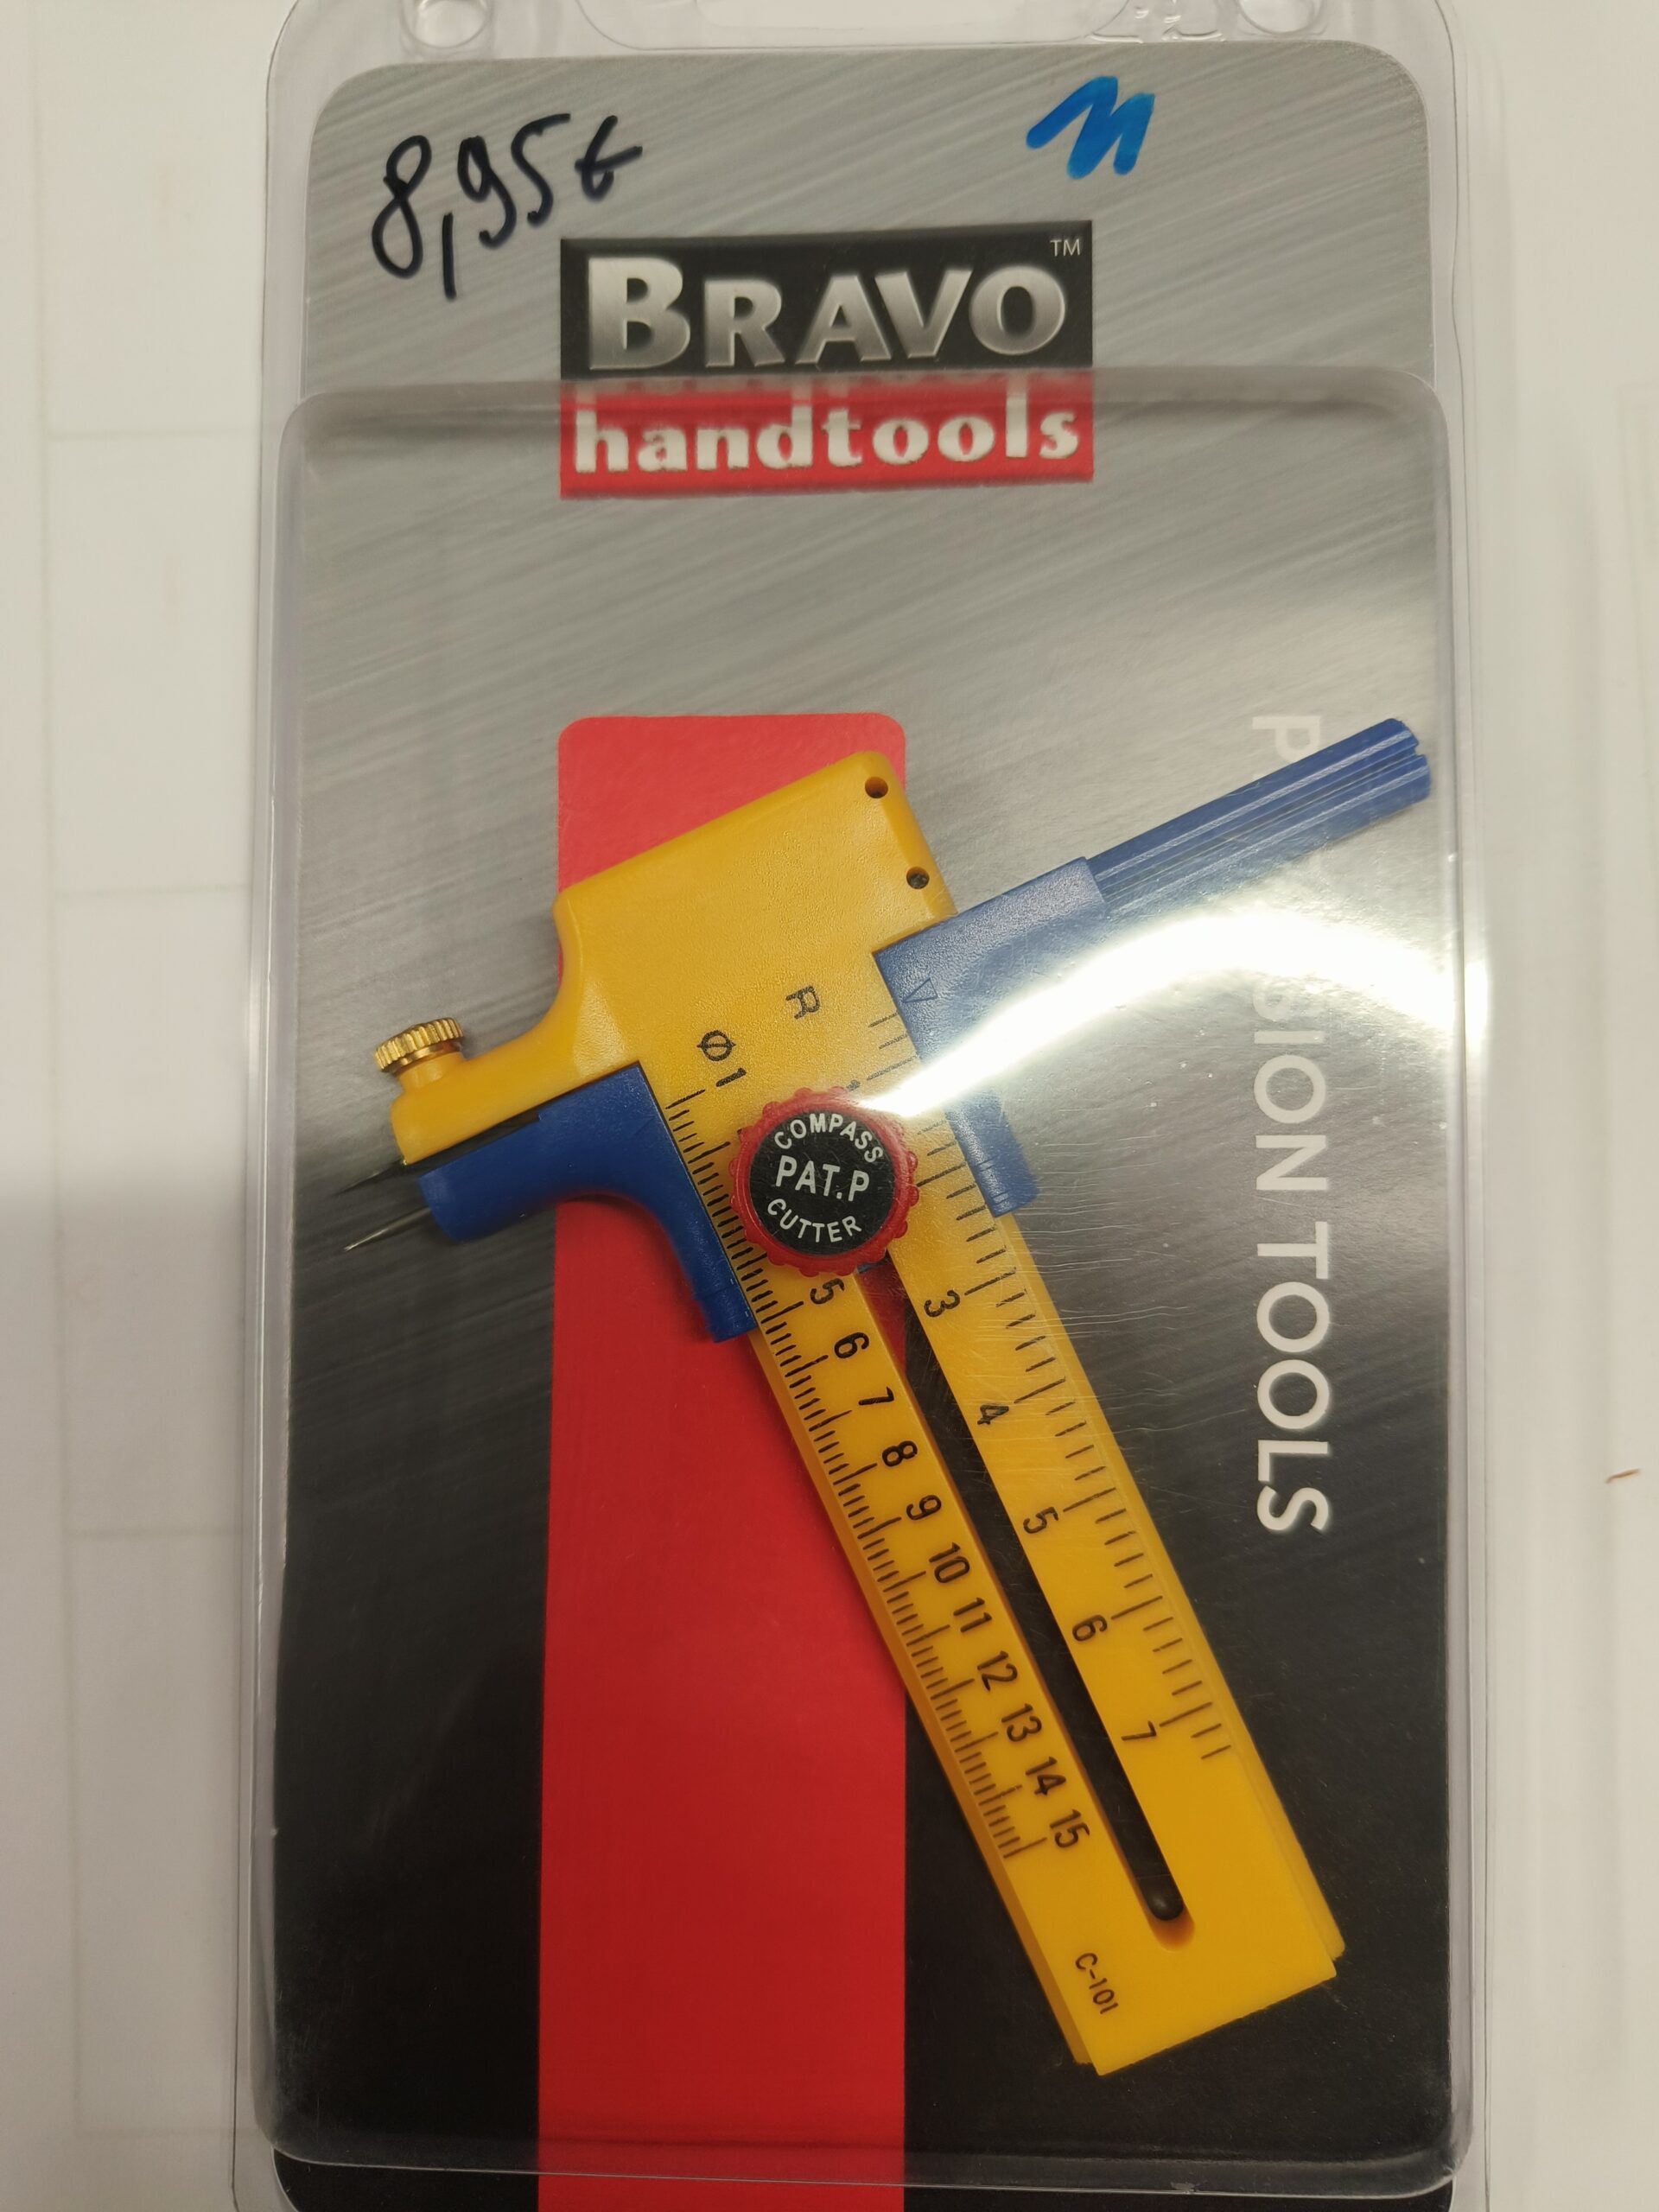 8,95€
BRAVO™
handtools
R
Ø1
COMPASS
PAT.P
CUTTER
5 6 7 8 9 10 11 12 13 14 15
3 4 5 6 7
C-101
TOOLS